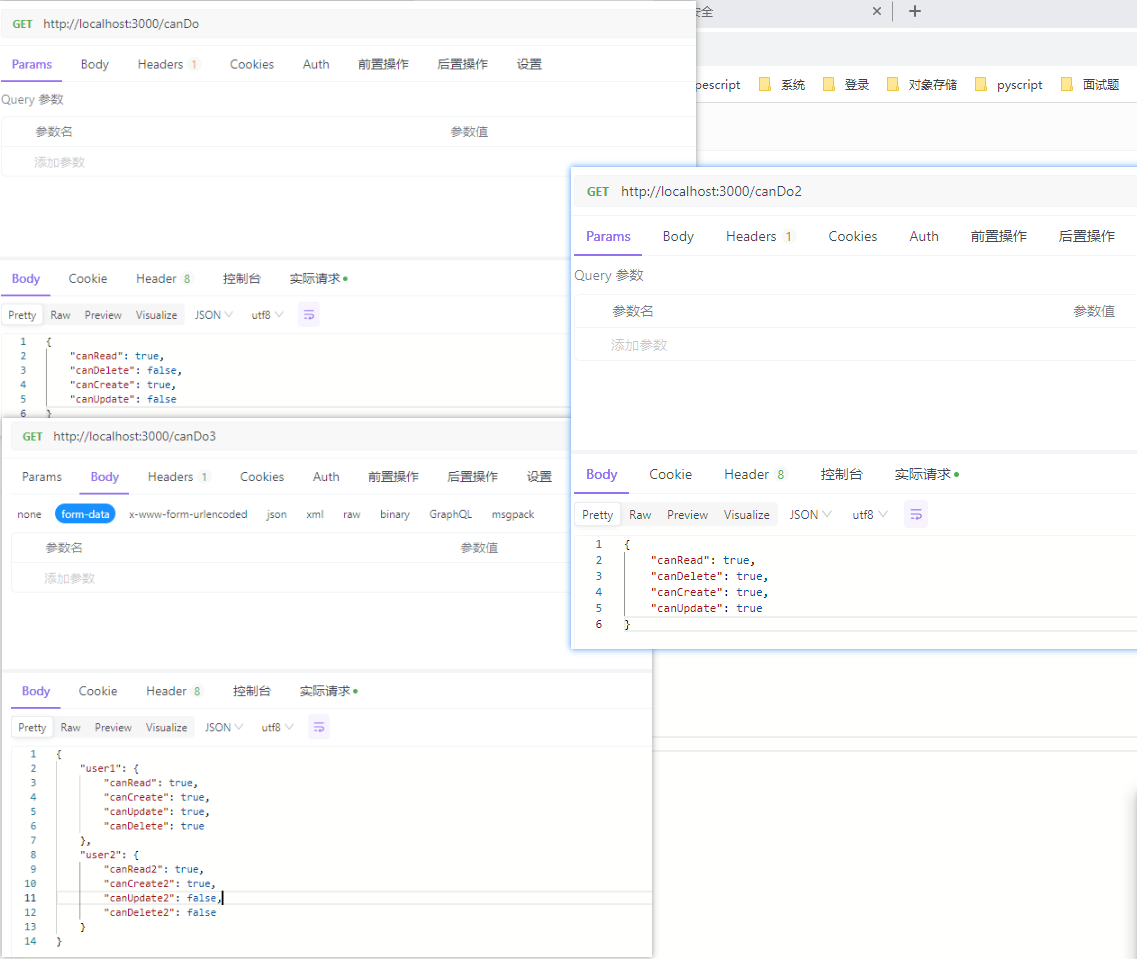 GET http://localhost:3000/canDo
Params Body Headers 1 Cookies Auth 前置操作 后置操作 设置
Query 参数
参数名 参数值
添加参数
Body Cookie Header 8 控制台 实际请求
Pretty Raw Preview Visualize JSON utf8
1 {
2 "canRead": true,
3 "canDelete": false,
4 "canCreate": true,
5 "canUpdate": false
6 }
安全 × +
pescript 系统 登录 对象存储 pyscript 面试题
GET http://localhost:3000/canDo2
Params Body Headers 1 Cookies Auth 前置操作 后置操作
Query 参数
参数名 参数值
添加参数
Body Cookie Header 8 控制台 实际请求
Pretty Raw Preview Visualize JSON utf8
1 {
2 "canRead": true,
3 "canDelete": true,
4 "canCreate": true,
5 "canUpdate": true
6 }
GET http://localhost:3000/canDo3
Params Body Headers 1 Cookies Auth 前置操作 后置操作 设置
none form-data x-www-form-urlencoded json xml raw binary GraphQL msgpack
参数名 参数值
添加参数
Body Cookie Header 8 控制台 实际请求
Pretty Raw Preview Visualize JSON utf8
1 {
2 "user1": {
3 "canRead": true,
4 "canCreate": true,
5 "canUpdate": true,
6 "canDelete": true
7 },
8 "user2": {
9 "canRead2": true,
10 "canCreate2": true,
11 "canUpdate2": false,
12 "canDelete2": false
13 }
14 }